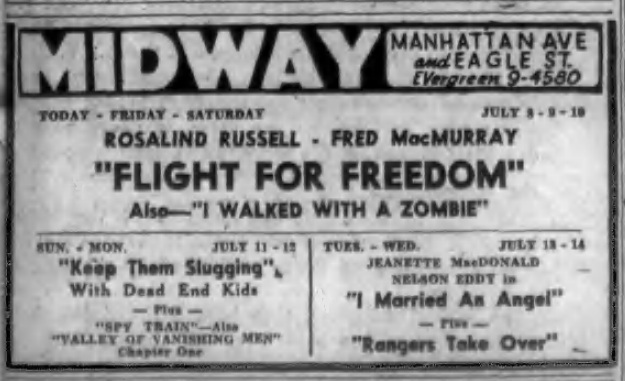 MIDWAY
MANHATTAN AVE
and EAGLE ST.
EVergreen 9-4580
TODAY - FRIDAY - SATURDAY JULY 8 - 9 - 10
ROSALIND RUSSELL - FRED MacMURRAY
"FLIGHT FOR FREEDOM"
Also—"I WALKED WITH A ZOMBIE"
SUN. - MON. JULY 11 - 12
"Keep Them Slugging"
With Dead End Kids
— Plus —
"SPY TRAIN"—Also
"VALLEY OF VANISHING MEN"
Chapter One
TUES. - WED. JULY 13 - 14
JEANETTE MacDONALD
NELSON EDDY in
"I Married An Angel"
— Plus —
"Rangers Take Over"